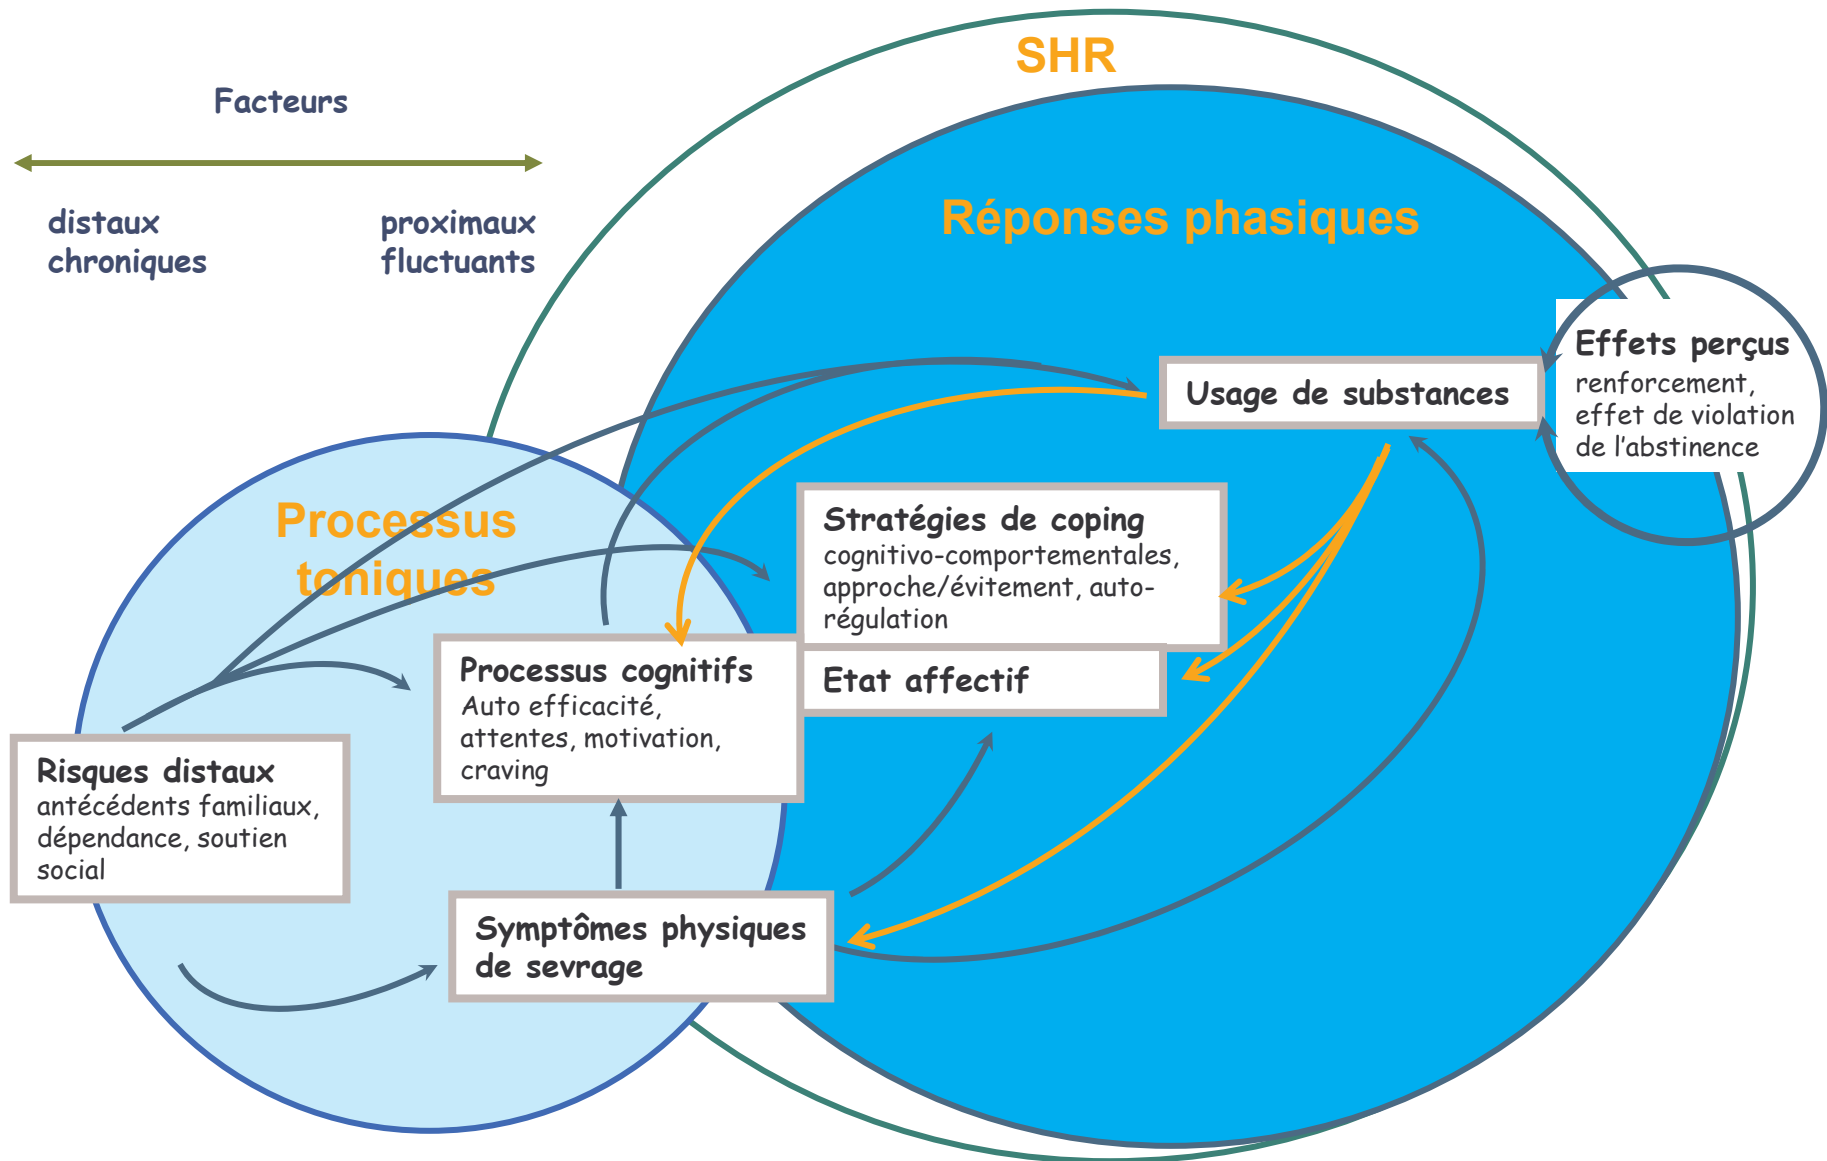 SHR
Facteurs
distaux
chroniques
proximaux
fluctuants
Réponses phasiques
Effets perçus
renforcement,
effet de violation
de l'abstinence
Usage de substances
Processus
toniques
Stratégies de coping
cognitivo-comportementales,
approche/évitement, auto-
régulation
Processus cognitifs
Auto efficacité,
attentes, motivation,
craving
Etat affectif
Risques distaux
antécédents familiaux,
dépendance, soutien
social
Symptômes physiques
de sevrage